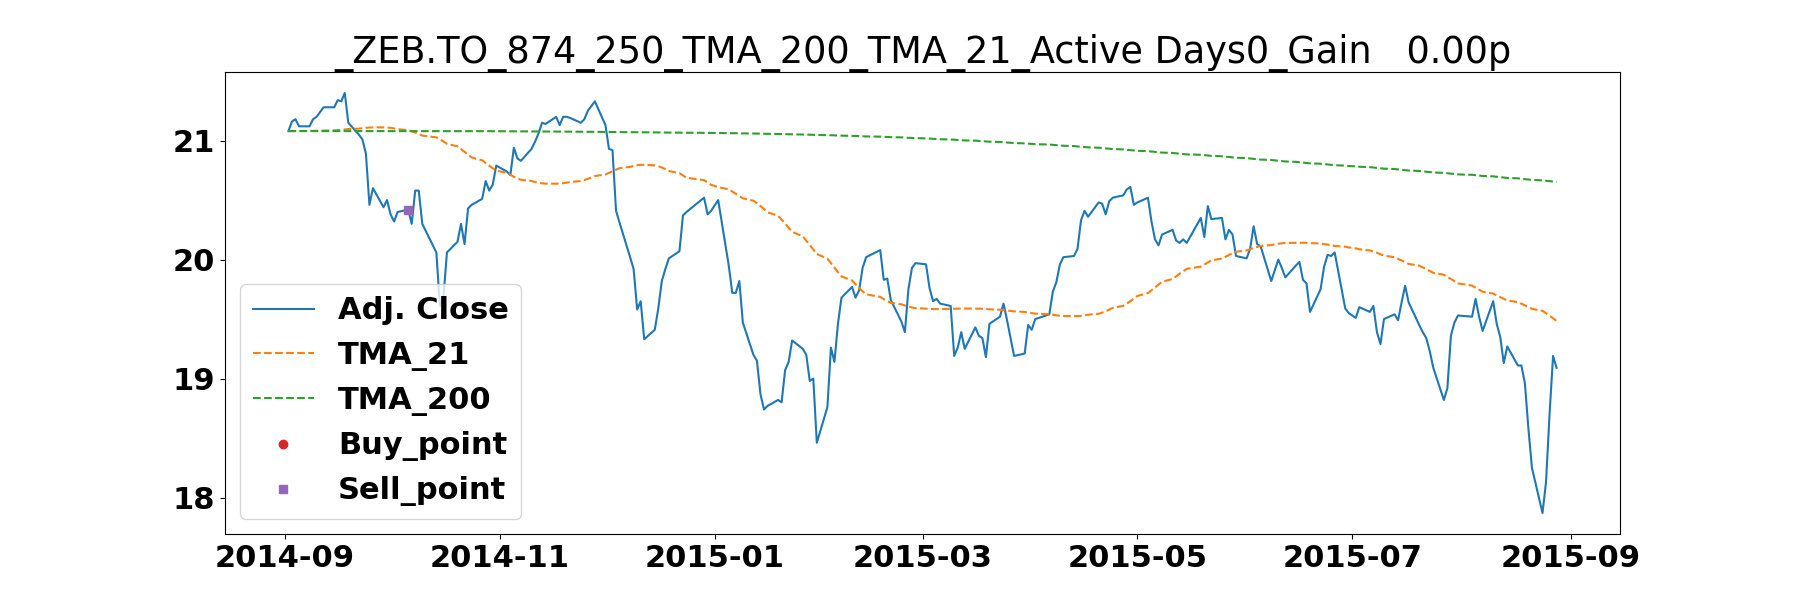 _ZEB.TO_874_250_TMA_200_TMA_21_Active Days0_Gain   0.00p
21
20
19
18
Adj. Close
TMA_21
TMA_200
Buy_point
Sell_point
2014-09 2014-11 2015-01 2015-03 2015-05 2015-07 2015-09